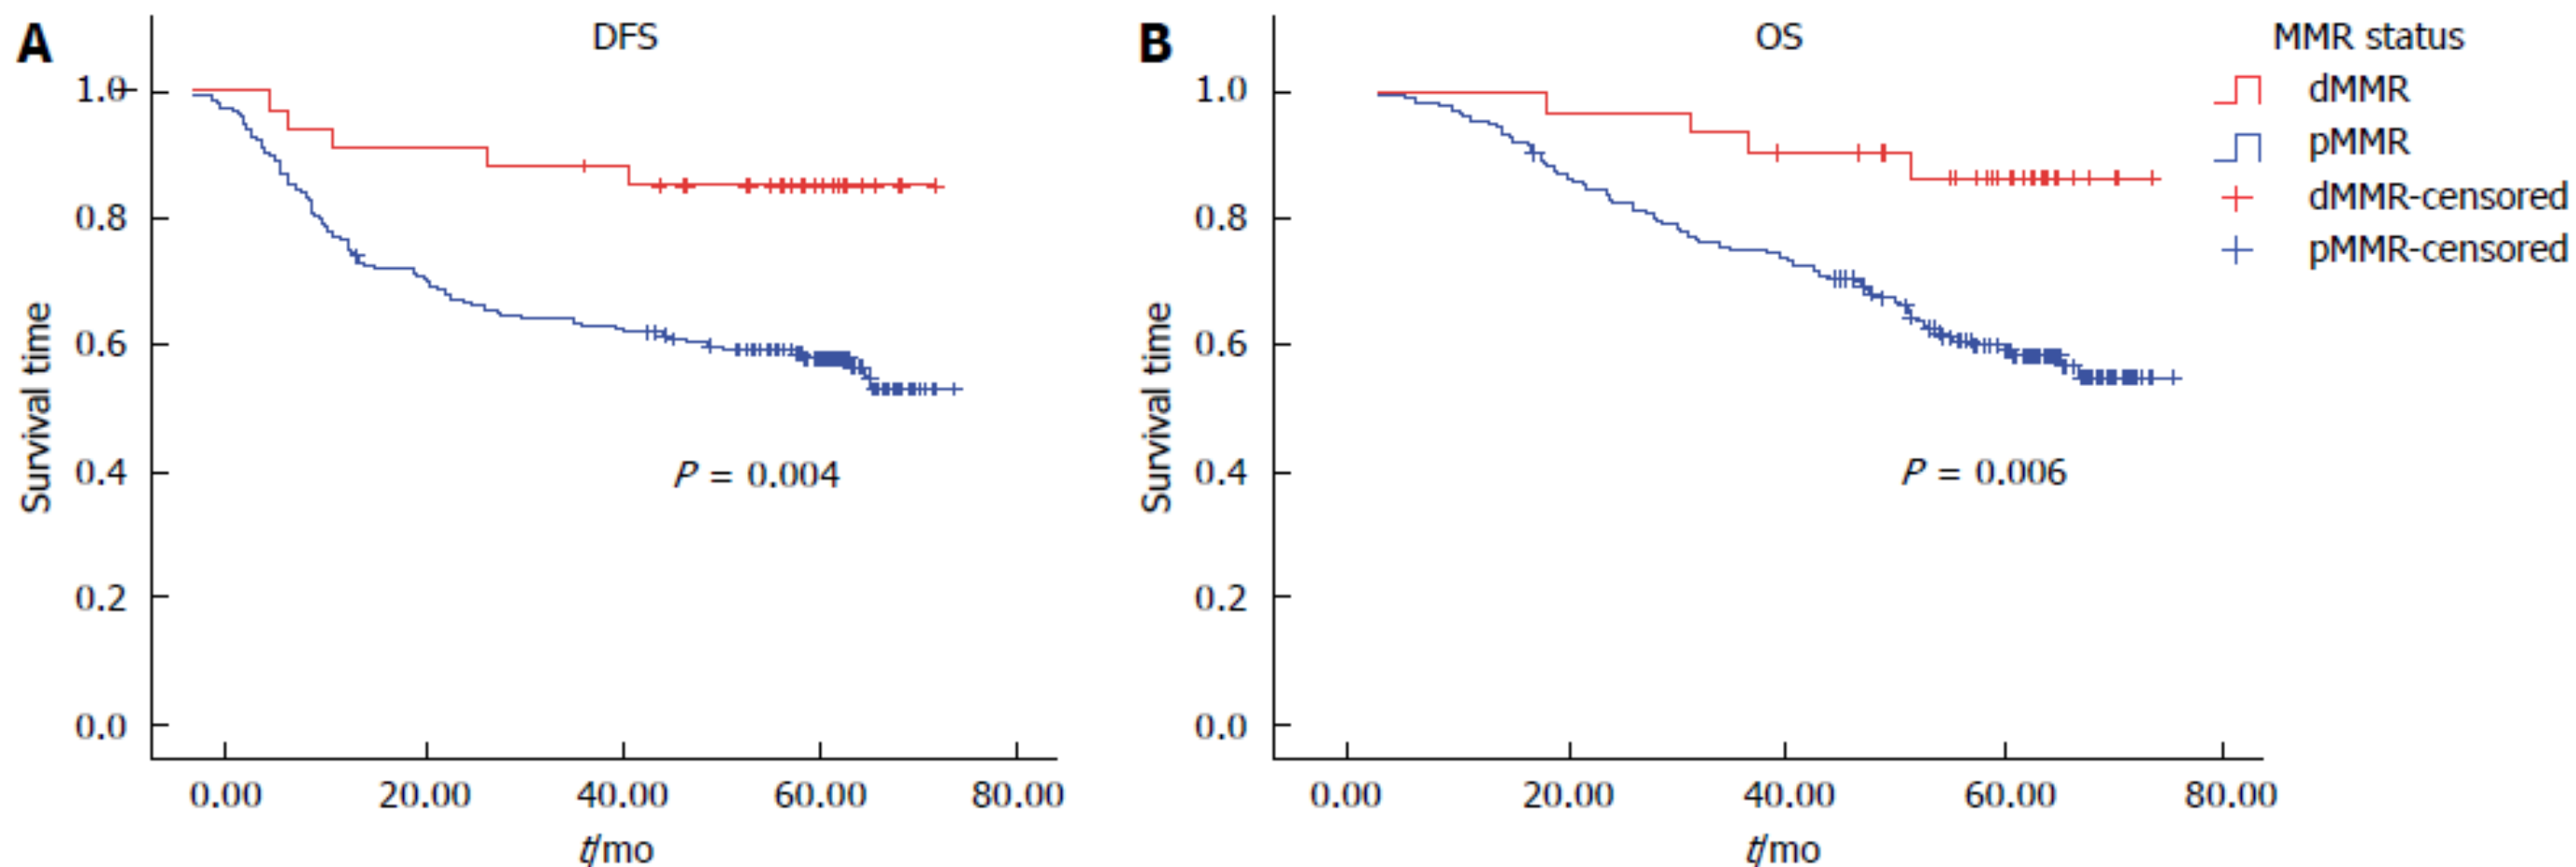 A
DFS
Survival time
1.0
0.8
0.6
0.4
0.2
0.0
P = 0.004
0.00 20.00 40.00 60.00 80.00
t/mo
B
OS
Survival time
1.0
0.8
0.6
0.4
0.2
0.0
P = 0.006
0.00 20.00 40.00 60.00 80.00
t/mo
MMR status
dMMR
pMMR
dMMR-censored
pMMR-censored